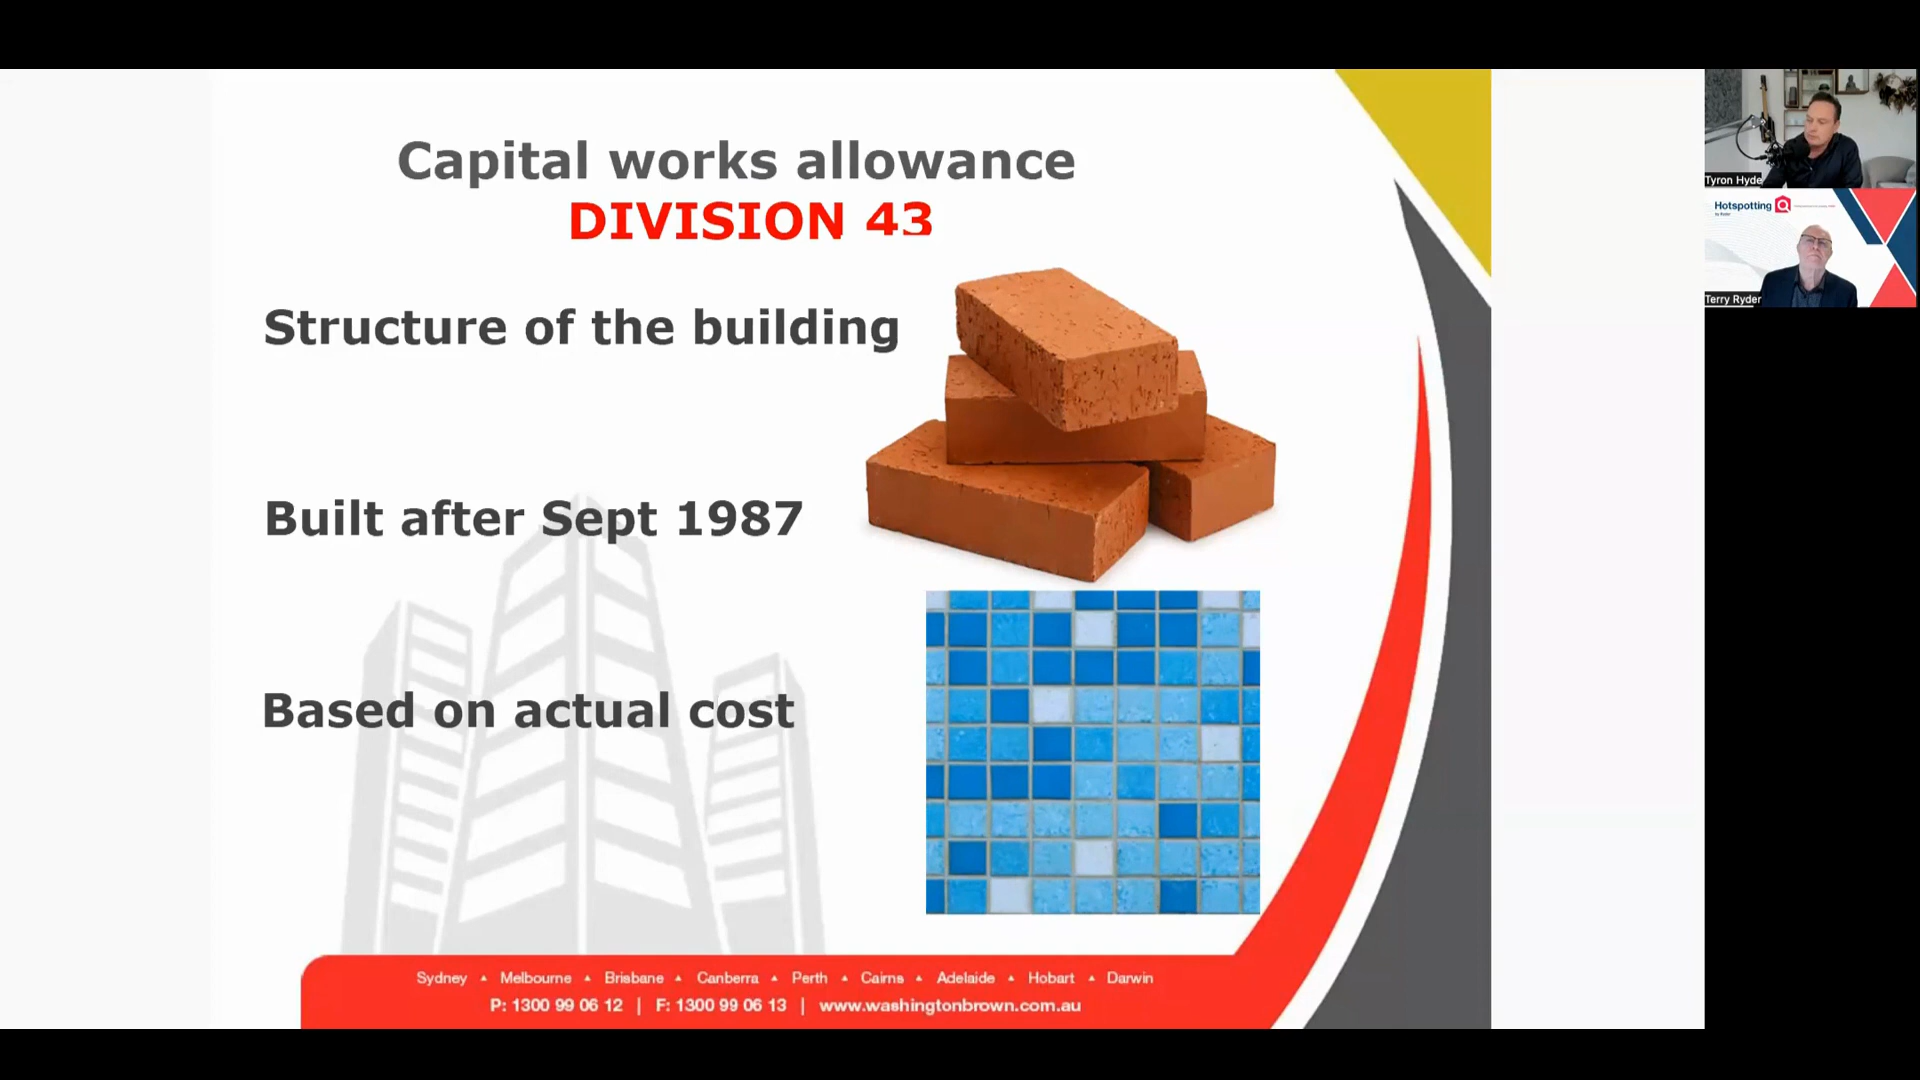 Capital works allowance
DIVISION 43
Structure of the building
Built after Sept 1987
Based on actual cost
Sydney ▲ Melbourne ▲ Brisbane ▲ Canberra ▲ Perth ▲ Cairns ▲ Adelaide ▲ Hobart ▲ Darwin
P: 1300 99 06 12 | F: 1300 99 06 13 | www.washingtonbrown.com.au
Tyron Hyde
Hotspotting
by Ryder
Terry Ryder